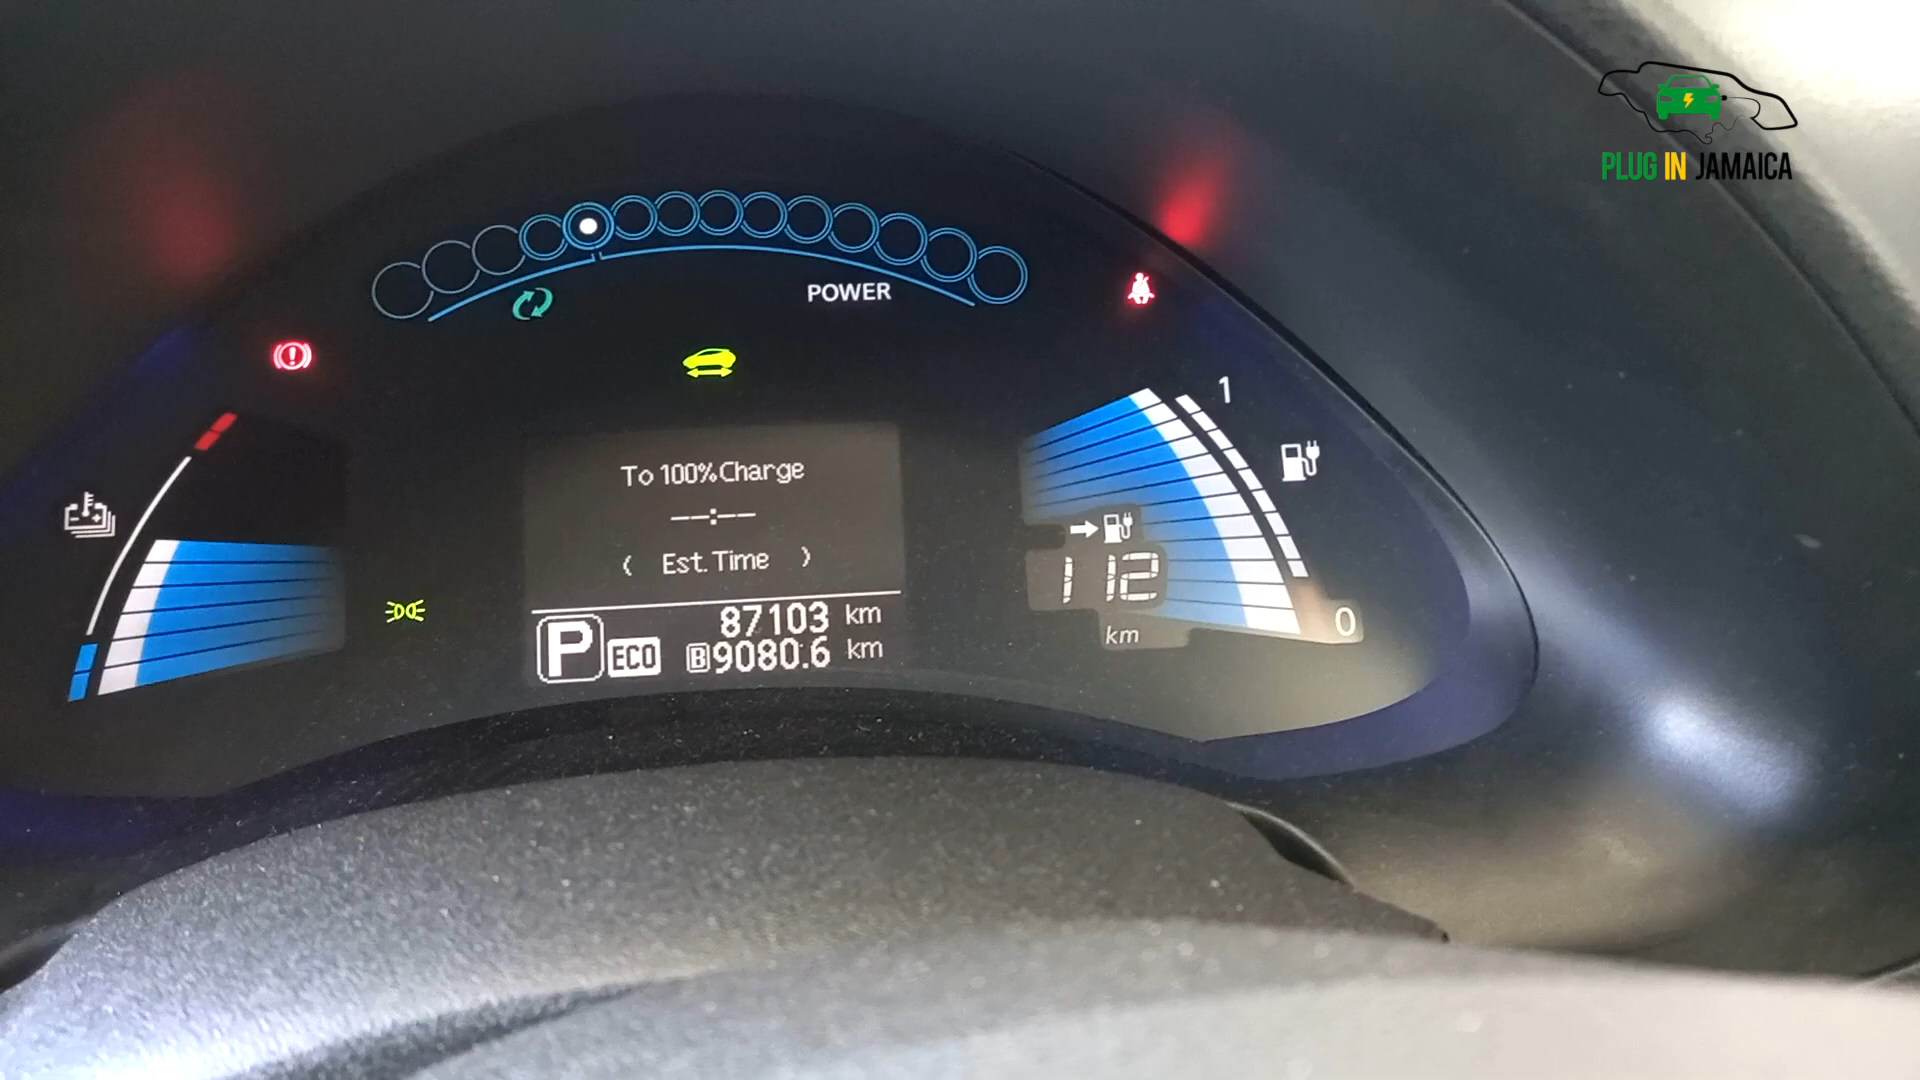 PLUG IN JAMAICA
POWER
1
To 100% Charge
--:--
‹ Est. Time ›
112
km
0
P ECO
87103 km
B 9080.6 km